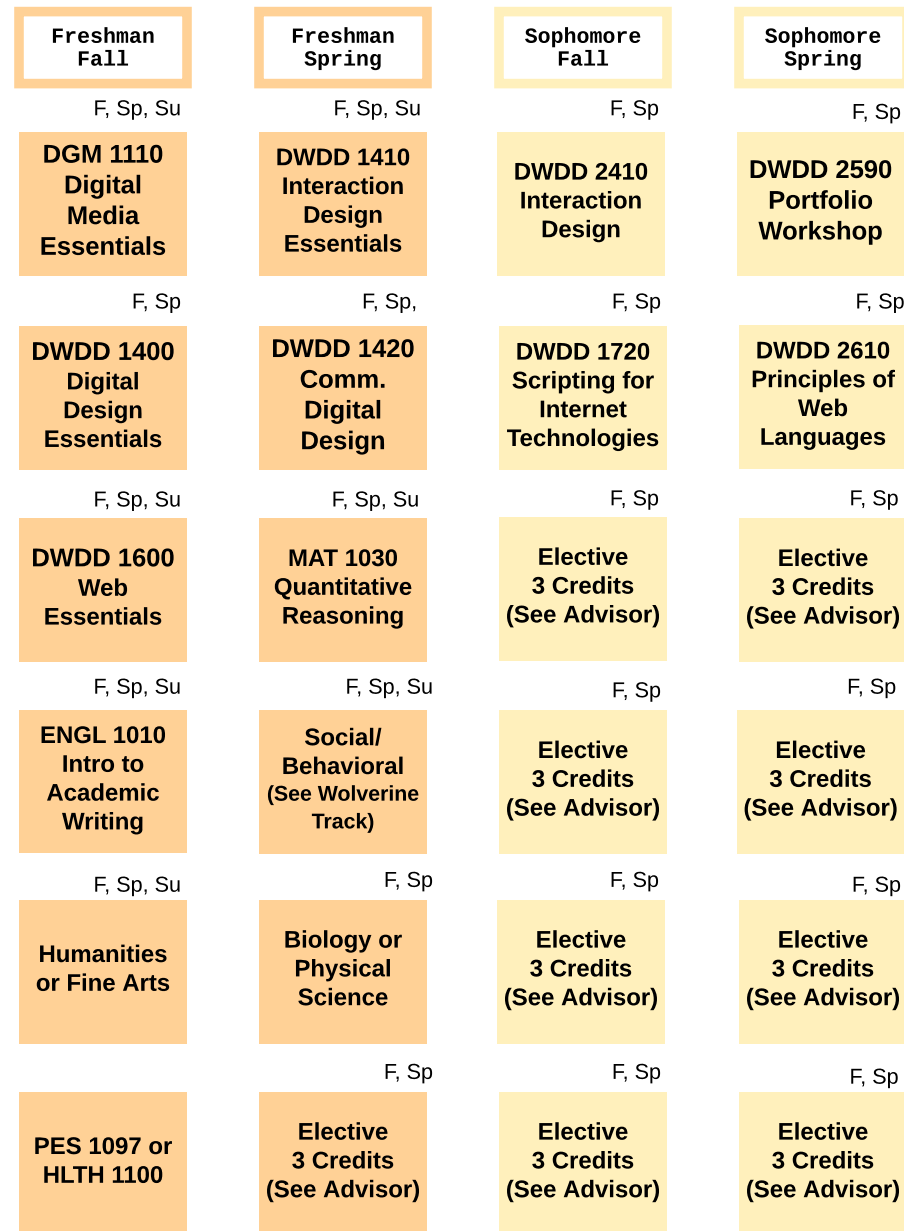 Freshman
Fall
Freshman
Spring
Sophomore
Fall
Sophomore
Spring
F, Sp, Su
F, Sp, Su
F, Sp
F, Sp
DGM 1110
Digital
Media
Essentials
DWDD 1410
Interaction
Design
Essentials
DWDD 2410
Interaction
Design
DWDD 2590
Portfolio
Workshop
F, Sp
F, Sp,
F, Sp
F, Sp
DWDD 1400
Digital
Design
Essentials
DWDD 1420
Comm.
Digital
Design
DWDD 1720
Scripting for
Internet
Technologies
DWDD 2610
Principles of
Web
Languages
F, Sp, Su
F, Sp, Su
F, Sp
F, Sp
DWDD 1600
Web
Essentials
MAT 1030
Quantitative
Reasoning
Elective
3 Credits
(See Advisor)
Elective
3 Credits
(See Advisor)
F, Sp, Su
F, Sp, Su
F, Sp
F, Sp
ENGL 1010
Intro to
Academic
Writing
Social/
Behavioral
(See Wolverine
Track)
Elective
3 Credits
(See Advisor)
Elective
3 Credits
(See Advisor)
F, Sp, Su
F, Sp
F, Sp
F, Sp
Humanities
or Fine Arts
Biology or
Physical
Science
Elective
3 Credits
(See Advisor)
Elective
3 Credits
(See Advisor)
F, Sp
F, Sp
F, Sp
PES 1097 or
HLTH 1100
Elective
3 Credits
(See Advisor)
Elective
3 Credits
(See Advisor)
Elective
3 Credits
(See Advisor)